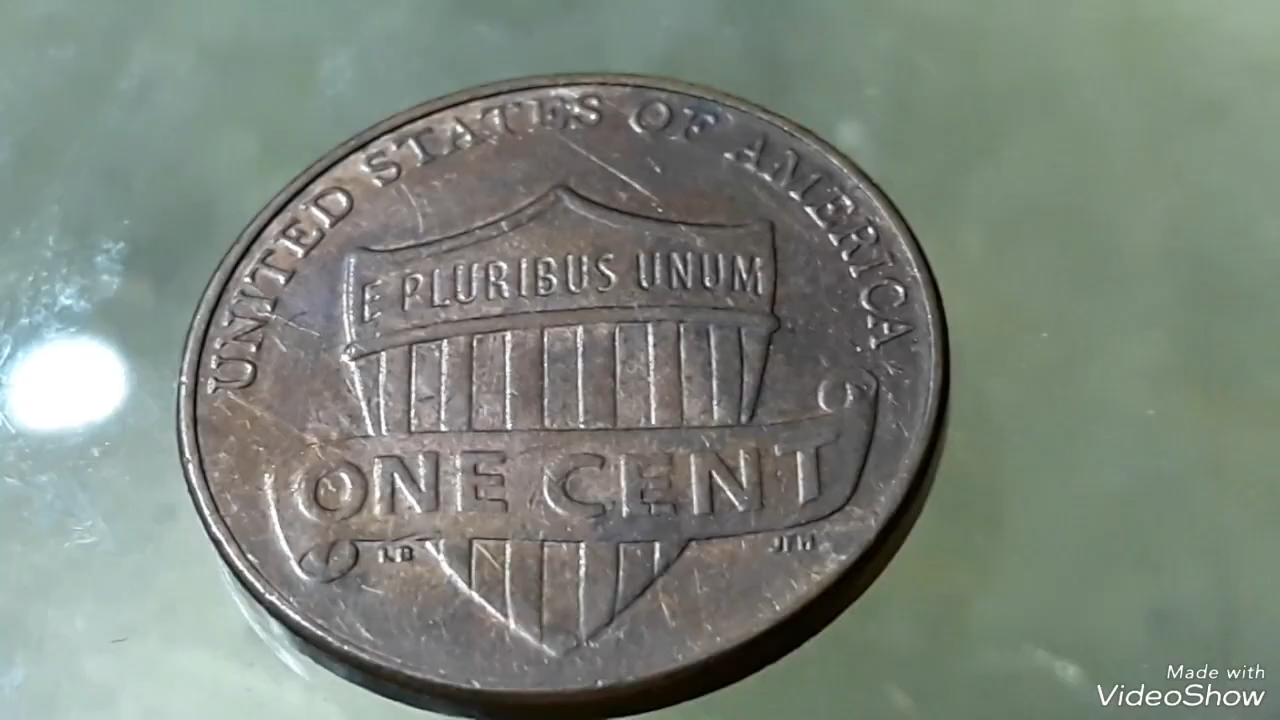 UNITED STATES OF AMERICA
E PLURIBUS UNUM
ONE CENT
LB
JFM
Made with
VideoShow